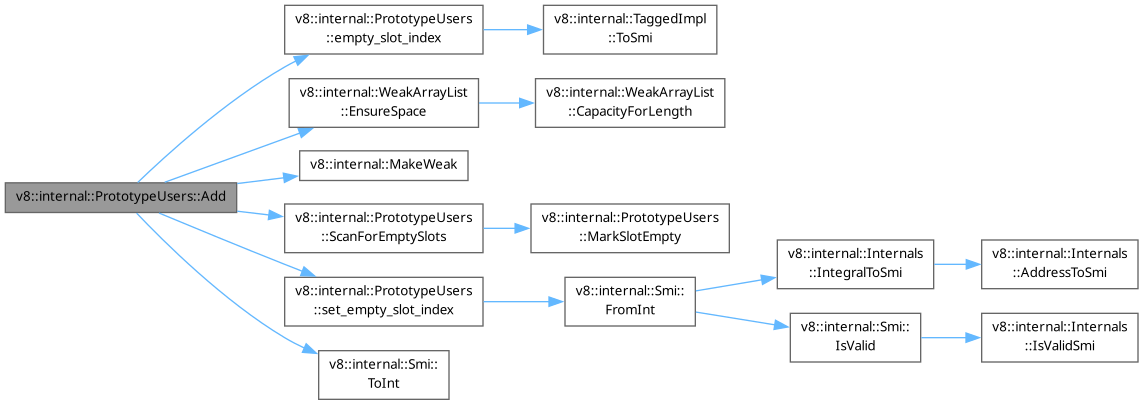 v8::internal::PrototypeUsers::Add
v8::internal::PrototypeUsers
::empty_slot_index
v8::internal::TaggedImpl
::ToSmi
v8::internal::WeakArrayList
::EnsureSpace
v8::internal::WeakArrayList
::CapacityForLength
v8::internal::MakeWeak
v8::internal::PrototypeUsers
::ScanForEmptySlots
v8::internal::PrototypeUsers
::MarkSlotEmpty
v8::internal::PrototypeUsers
::set_empty_slot_index
v8::internal::Smi::
FromInt
v8::internal::Internals
::IntegralToSmi
v8::internal::Internals
::AddressToSmi
v8::internal::Smi::
IsValid
v8::internal::Internals
::IsValidSmi
v8::internal::Smi::
ToInt